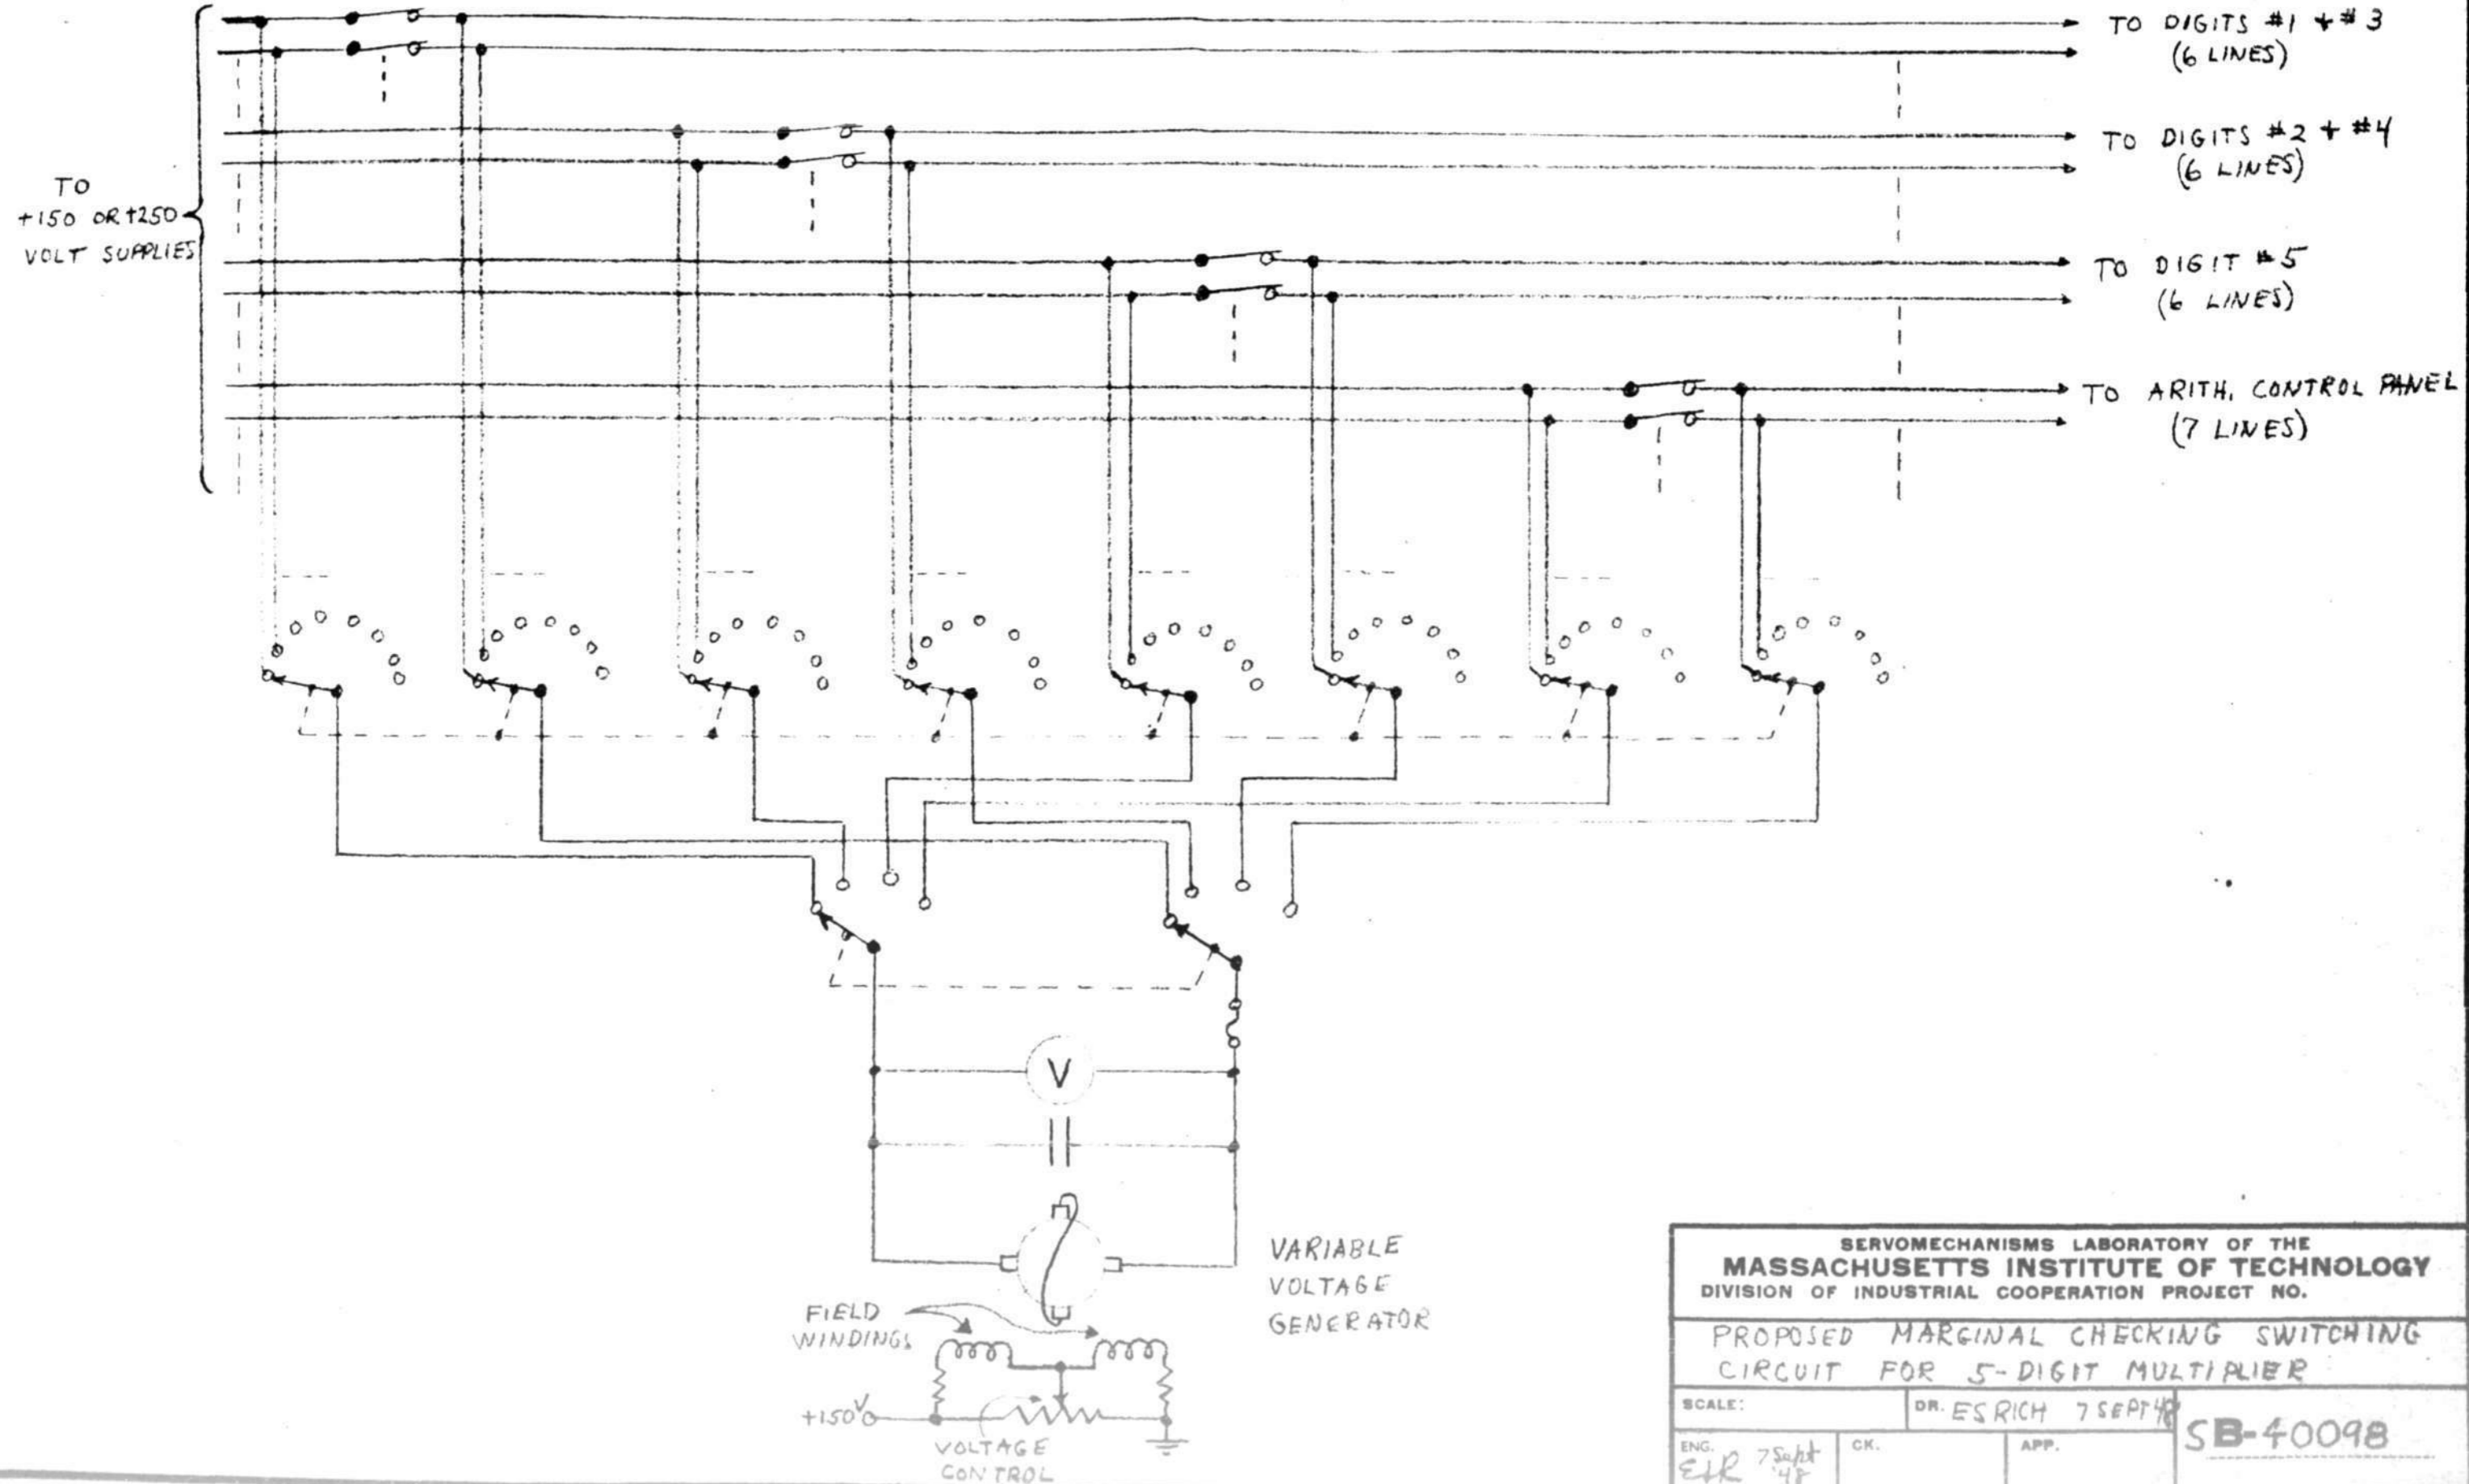 TO DIGITS #1 + #3
(6 LINES)
TO DIGITS #2 + #4
(6 LINES)
TO
+150 OR +250
VOLT SUPPLIES
TO DIGIT #5
(6 LINES)
TO ARITH. CONTROL PANEL
(7 LINES)
V
VARIABLE
VOLTAGE
GENERATOR
FIELD
WINDINGS
+150V
VOLTAGE
CONTROL
SERVOMECHANISMS LABORATORY OF THE
MASSACHUSETTS INSTITUTE OF TECHNOLOGY
DIVISION OF INDUSTRIAL COOPERATION PROJECT NO.
PROPOSED MARGINAL CHECKING SWITCHING
CIRCUIT FOR 5-DIGIT MULTIPLIER
SCALE:
DR. ES RICH 7 SEPT 48
SB-40098
ENG. 7 Sept '48
CK.
APP.